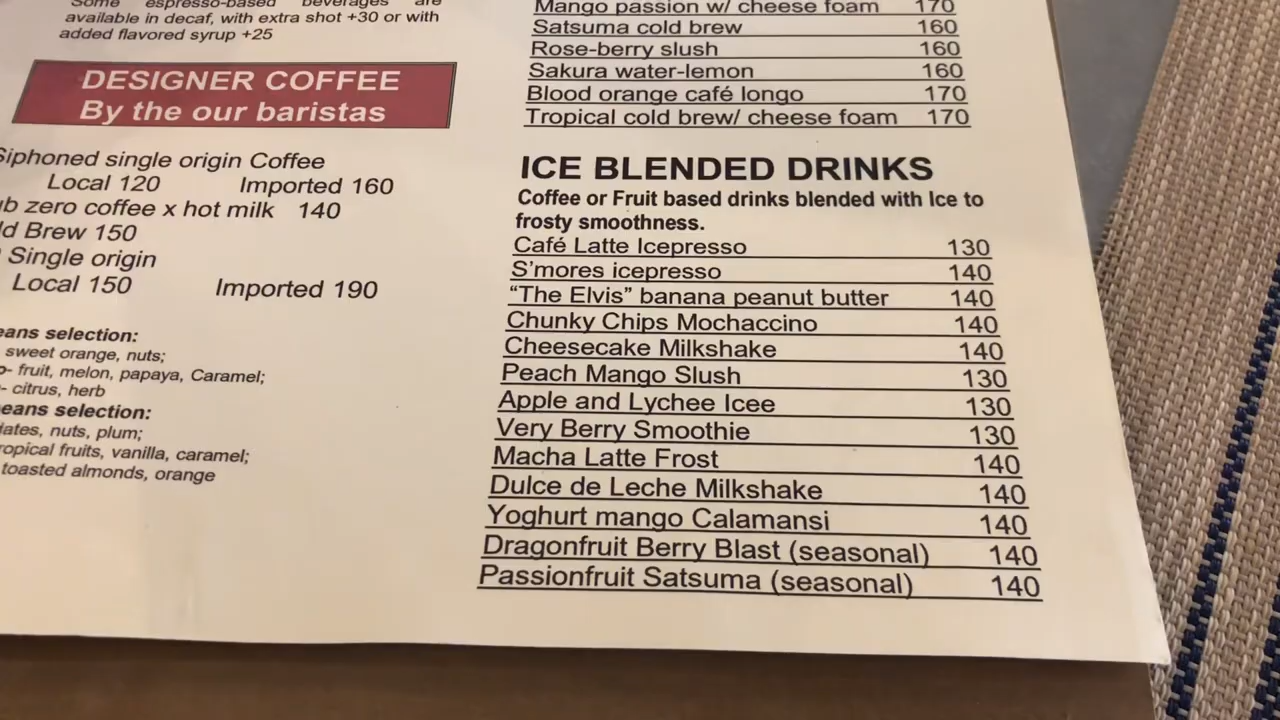 Some espresso-based beverages are
available in decaf, with extra shot +30 or with
added flavored syrup +25
DESIGNER COFFEE
By the our baristas
Siphoned single origin Coffee
Local 120 Imported 160
zero coffee x hot milk 140
Brew 150
Single origin
Local 150 Imported 190
selection:
sweet orange, nuts;
- fruit, melon, papaya, Caramel;
- citrus, herb
selection:
nuts, plum;
fruits, vanilla, caramel;
toasted almonds, orange
Mango passion w/ cheese foam 170
Satsuma cold brew 160
Rose-berry slush 160
Sakura water-lemon 160
Blood orange café longo 170
Tropical cold brew/ cheese foam 170
ICE BLENDED DRINKS
Coffee or Fruit based drinks blended with Ice to
frosty smoothness.
Café Latte Icepresso 130
S'mores icepresso 140
“The Elvis” banana peanut butter 140
Chunky Chips Mochaccino 140
Cheesecake Milkshake 140
Peach Mango Slush 130
Apple and Lychee Icee 130
Very Berry Smoothie 130
Macha Latte Frost 140
Dulce de Leche Milkshake 140
Yoghurt mango Calamansi 140
Dragonfruit Berry Blast (seasonal) 140
Passionfruit Satsuma (seasonal) 140